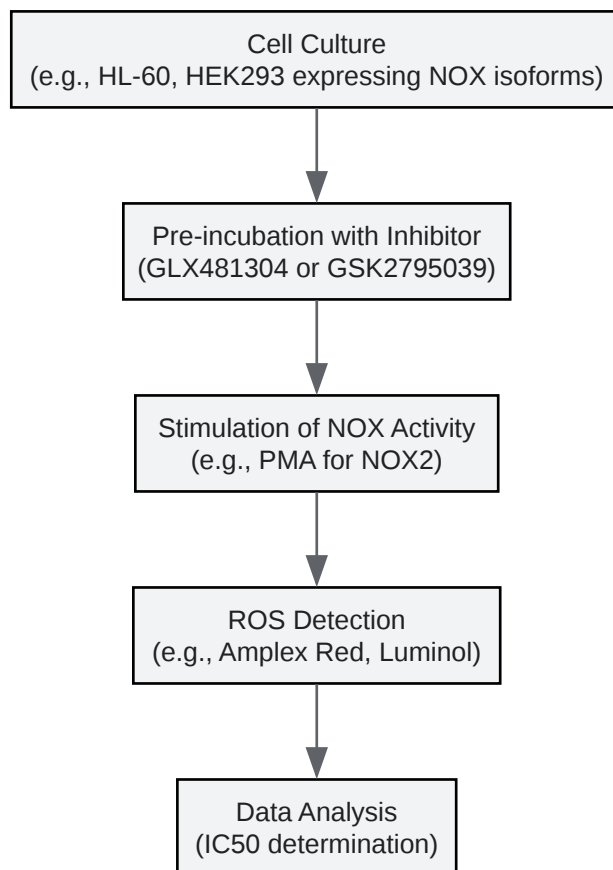 Cell Culture
(e.g., HL-60, HEK293 expressing NOX isoforms)
Pre-incubation with Inhibitor
(GLX481304 or GSK2795039)
Stimulation of NOX Activity
(e.g., PMA for NOX2)
ROS Detection
(e.g., Amplex Red, Luminol)
Data Analysis
(IC50 determination)